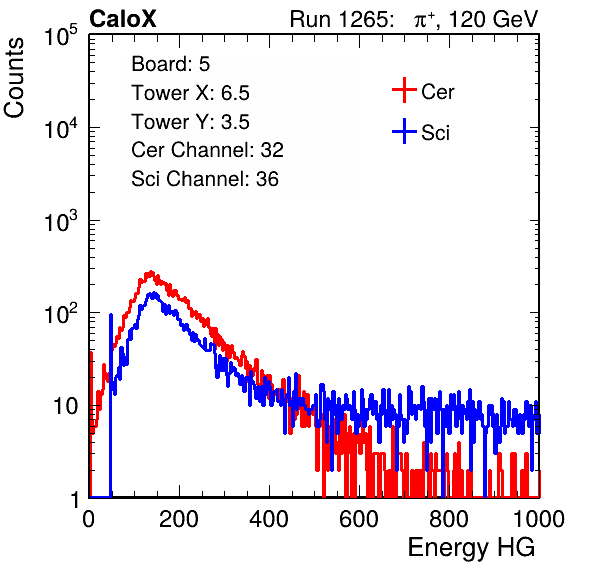 CaloX Run 1265: π⁺, 120 GeV
Counts
10⁵
10⁴
10³
10²
10
1
Board: 5
Tower X: 6.5
Tower Y: 3.5
Cer Channel: 32
Sci Channel: 36
Cer
Sci
0 200 400 600 800 1000
Energy HG